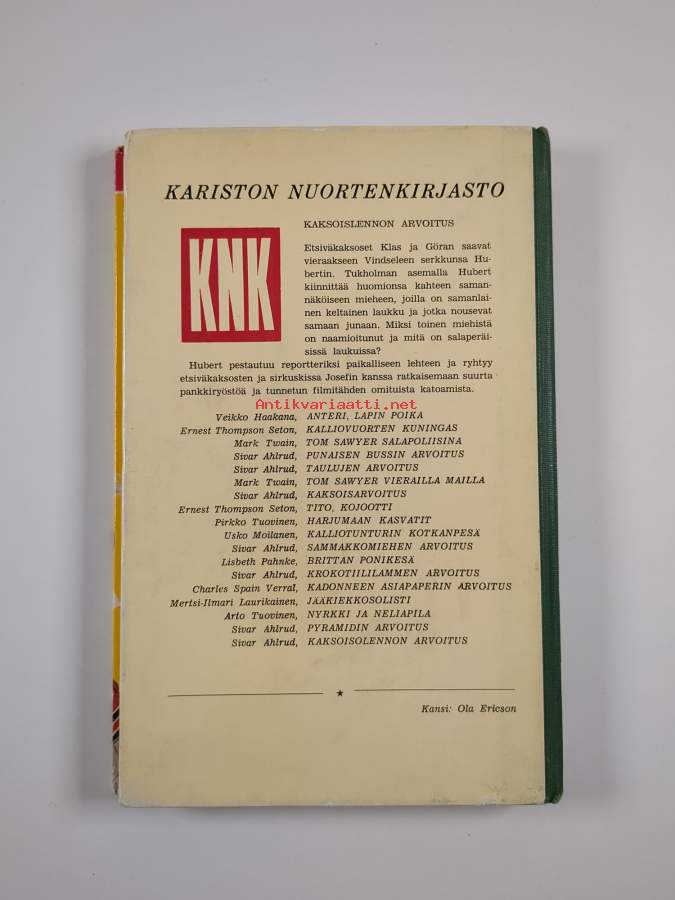 KARISTON NUORTENKIRJASTO
KNK
KAKSOISLENNON ARVOITUS
Etsiväkaksoset Klas ja Göran saavat
vieraakseen Vindseleen serkkunsa Hu-
bertin. Tukholman asemalla Hubert
kiinnittää huomionsa kahteen saman-
näköiseen mieheen, joilla on samanlai-
nen keltainen laukku ja jotka nousevat
samaan junaan. Miksi toinen miehistä
on naamioitunut ja mitä on salaperäi-
sissä laukuissa?
Hubert pestautuu reportteriksi paikalliseen lehteen ja ryhtyy
etsiväkaksosten ja sirkuskissa Josefin kanssa ratkaisemaan suurta
pankkiryöstöä ja tunnetun filmitähden omituista katoamista.
Antikvariaatti.net
Veikko Haakana, ANTERI, LAPIN POIKA
Ernest Thompson Seton, KALLIOVUORTEN KUNINGAS
Mark Twain, TOM SAWYER SALAPOLIISINA
Sivar Ahlrud, PUNAISEN BUSSIN ARVOITUS
Sivar Ahlrud, TAULUJEN ARVOITUS
Mark Twain, TOM SAWYER VIERAILLA MAILLA
Sivar Ahlrud, KAKSOISARVOITUS
Ernest Thompson Seton, TITO, KOJOOTTI
Pirkko Tuovinen, HARJUMAAN KASVATIT
Usko Moilanen, KALLIOTUNTURIN KOTKANPESÄ
Sivar Ahlrud, SAMMAKKOMIEHEN ARVOITUS
Lisbeth Pahnke, BRITTAN PONIKESÄ
Sivar Ahlrud, KROKOTIILILAMMEN ARVOITUS
Charles Spain Verral, KADONNEEN ASIAPAPERIN ARVOITUS
Mertsi-Ilmari Laurikainen, JÄÄKIEKKOSOLISTI
Arto Tuovinen, NYRKKI JA NELIAPILA
Sivar Ahlrud, PYRAMIDIN ARVOITUS
Sivar Ahlrud, KAKSOISOLENNON ARVOITUS
Kansi: Ola Ericson